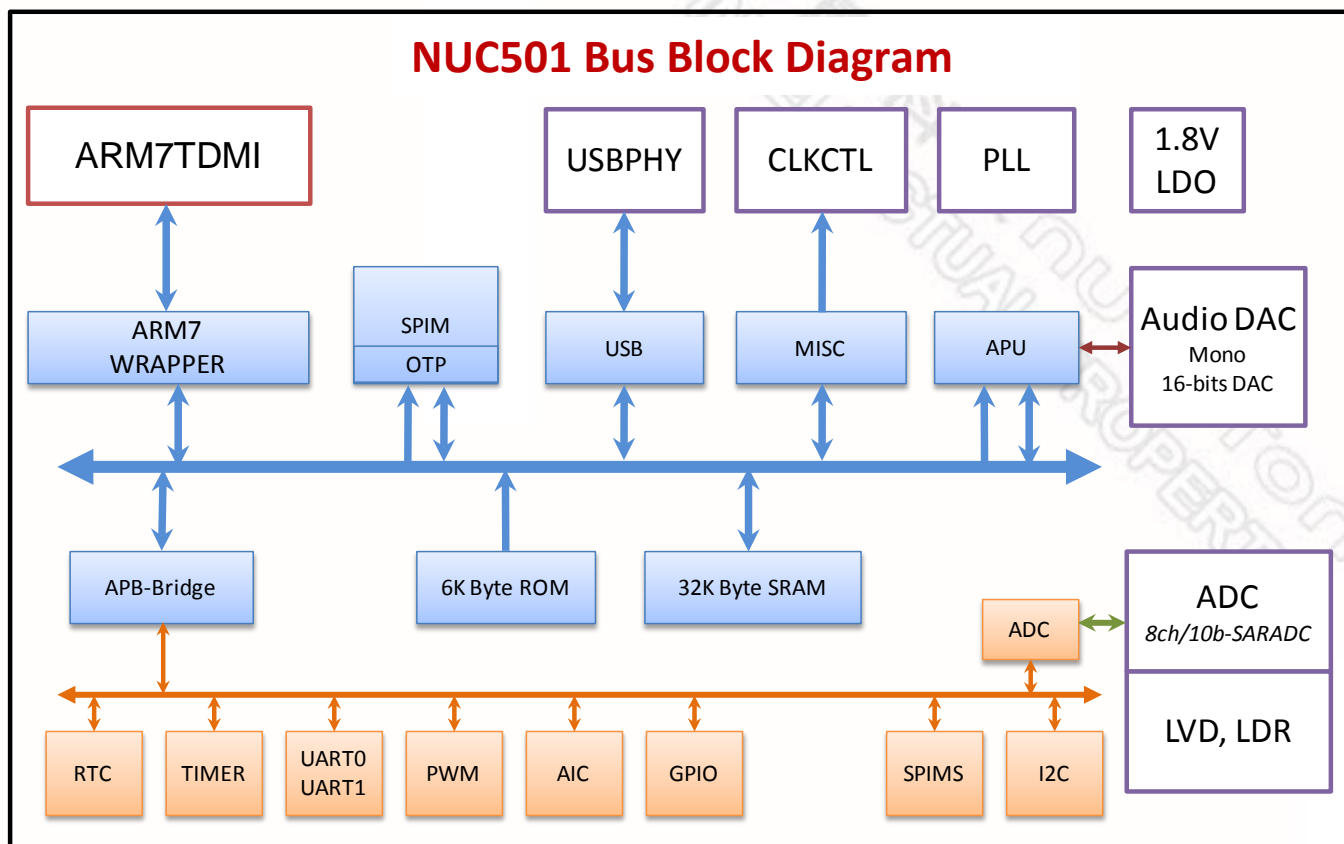 NUC501 Bus Block Diagram
ARM7TDMI
USBPHY
CLKCTL
PLL
1.8V
LDO
ARM7
WRAPPER
SPIM
OTP
USB
MISC
APU
Audio DAC
Mono
16-bits DAC
APB-Bridge
6K Byte ROM
32K Byte SRAM
ADC
ADC
8ch/10b-SARADC
LVD, LDR
RTC
TIMER
UART0
UART1
PWM
AIC
GPIO
SPIMS
I2C